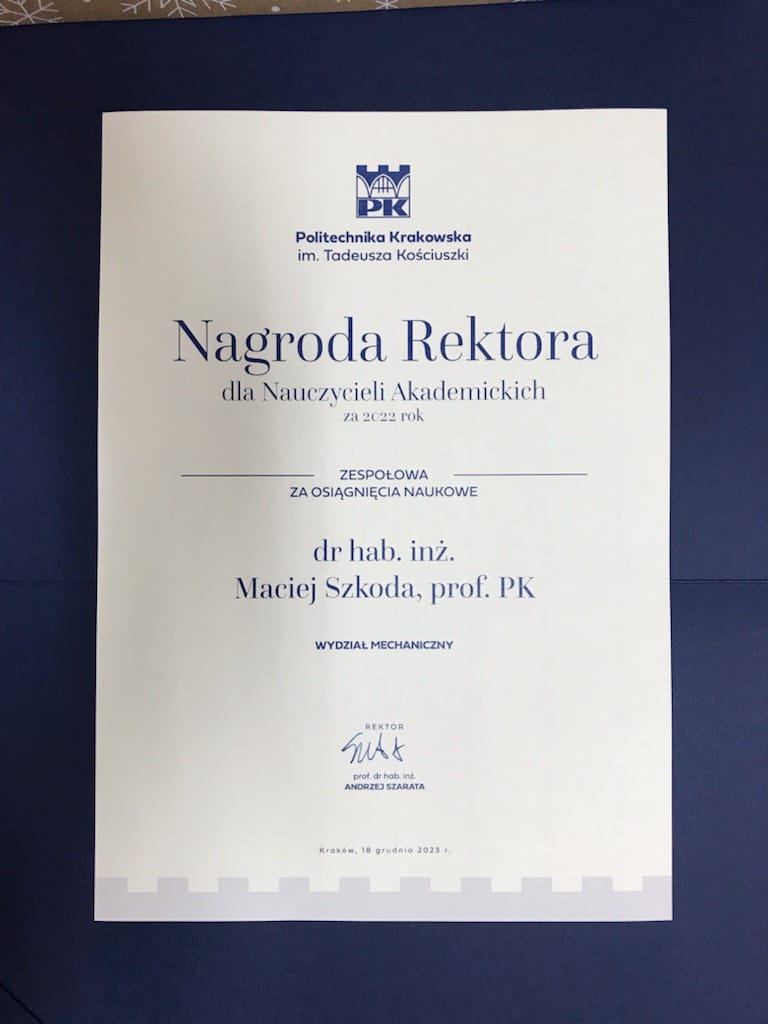 PK
Politechnika Krakowska
im. Tadeusza Kościuszki
Nagroda Rektora
dla Nauczycieli Akademickich
za 2022 rok
ZESPOŁOWA
ZA OSIĄGNIĘCIA NAUKOWE
dr hab. inż.
Maciej Szkoda, prof. PK
WYDZIAŁ MECHANICZNY
REKTOR
prof. dr hab. inż.
ANDRZEJ SZARATA
Kraków, 18 grudnia 2023 r.